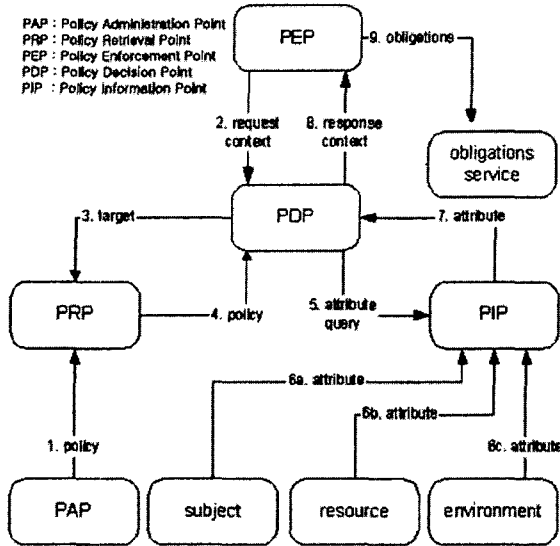 PAP : Policy Administration Point
PRP : Policy Retrieval Point
PEP : Policy Enforcement Point
PDP : Policy Decision Point
PIP : Policy Information Point
PEP
9. obligations
2. request
context
8. response
context
obligations
service
PDP
3. target
7. attribute
PRP
4. policy
5. attribute
query
PIP
6a. attribute
6b. attribute
1. policy
6c. attribute
PAP
subject
resource
environment